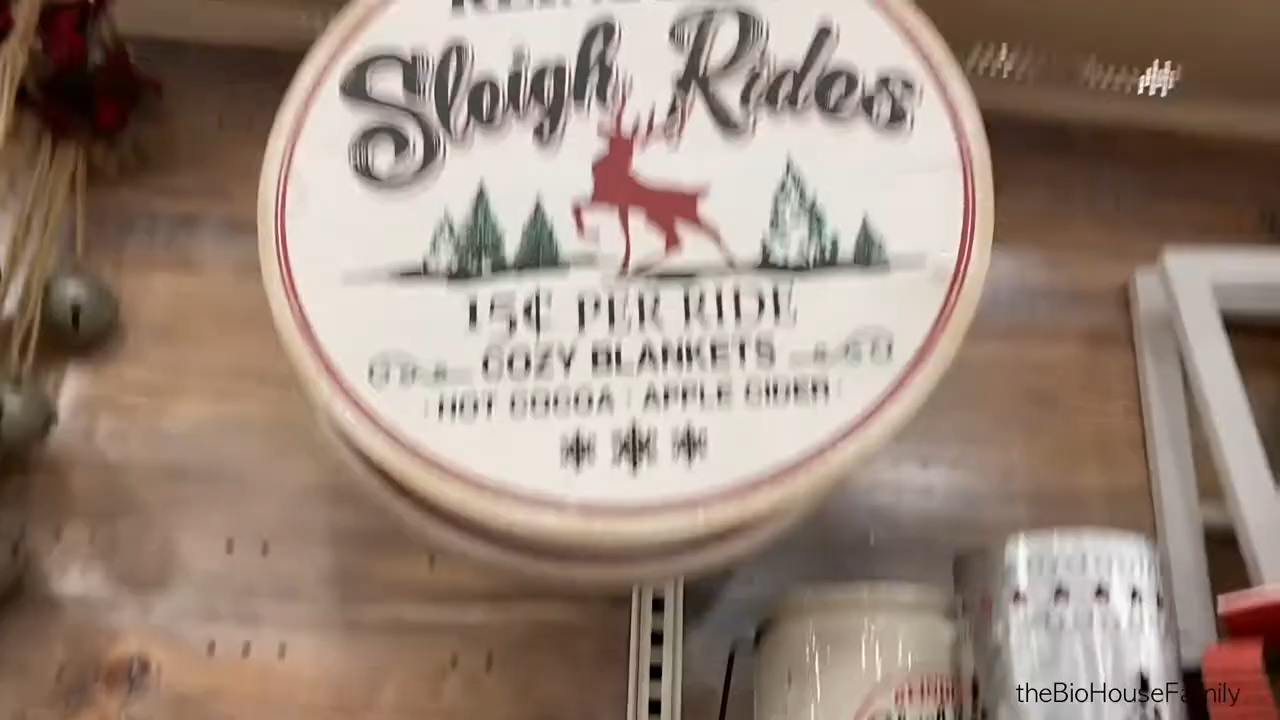 Sleigh Rides
15¢ PER RIDE
COZY BLANKETS
HOT COCOA | APPLE CIDER
theBioHouseFamily